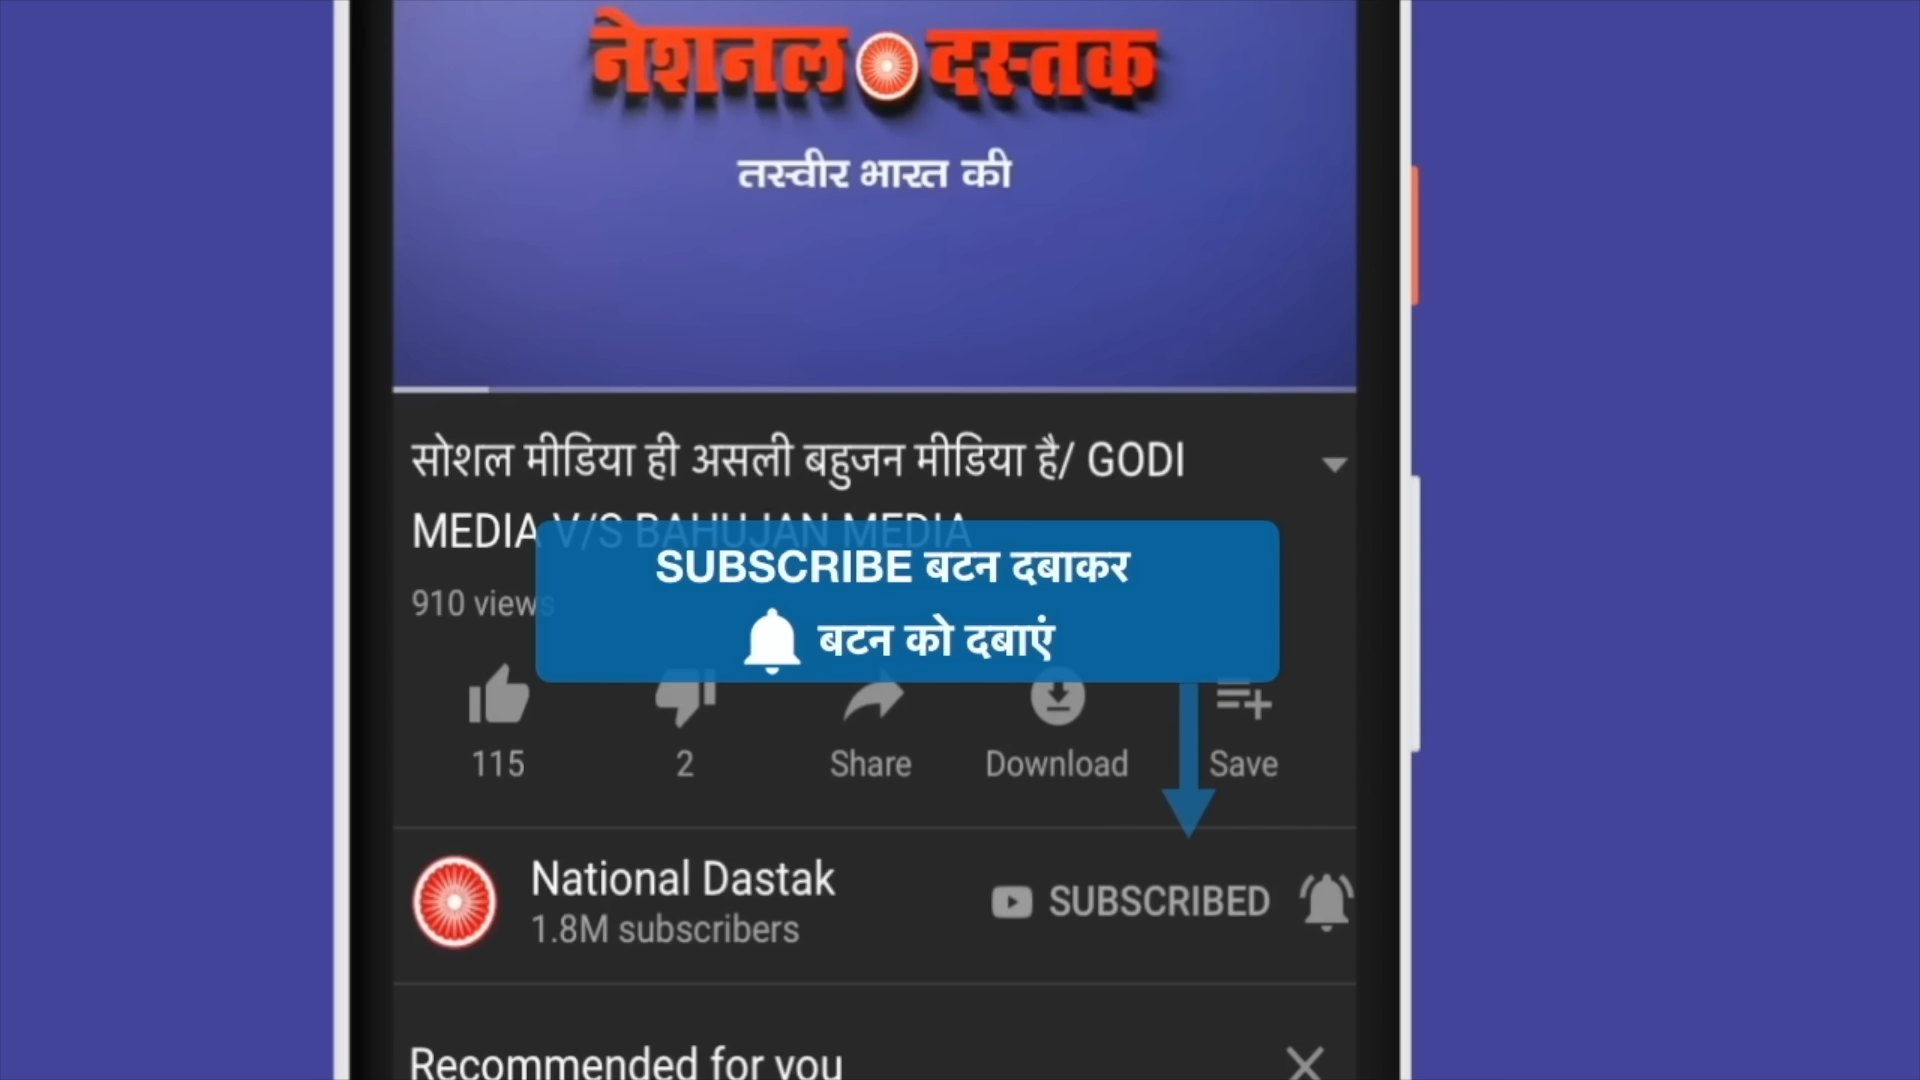 नेशनल दस्तक
तस्वीर भारत की
सोशल मीडिया ही असली बहुजन मीडिया है/ GODI
MEDIA V/S BAHUJAN MEDIA
910 views
SUBSCRIBE बटन दबाकर
बटन को दबाएं
115
2
Share
Download
Save
National Dastak
1.8M subscribers
SUBSCRIBED
Recommended for you